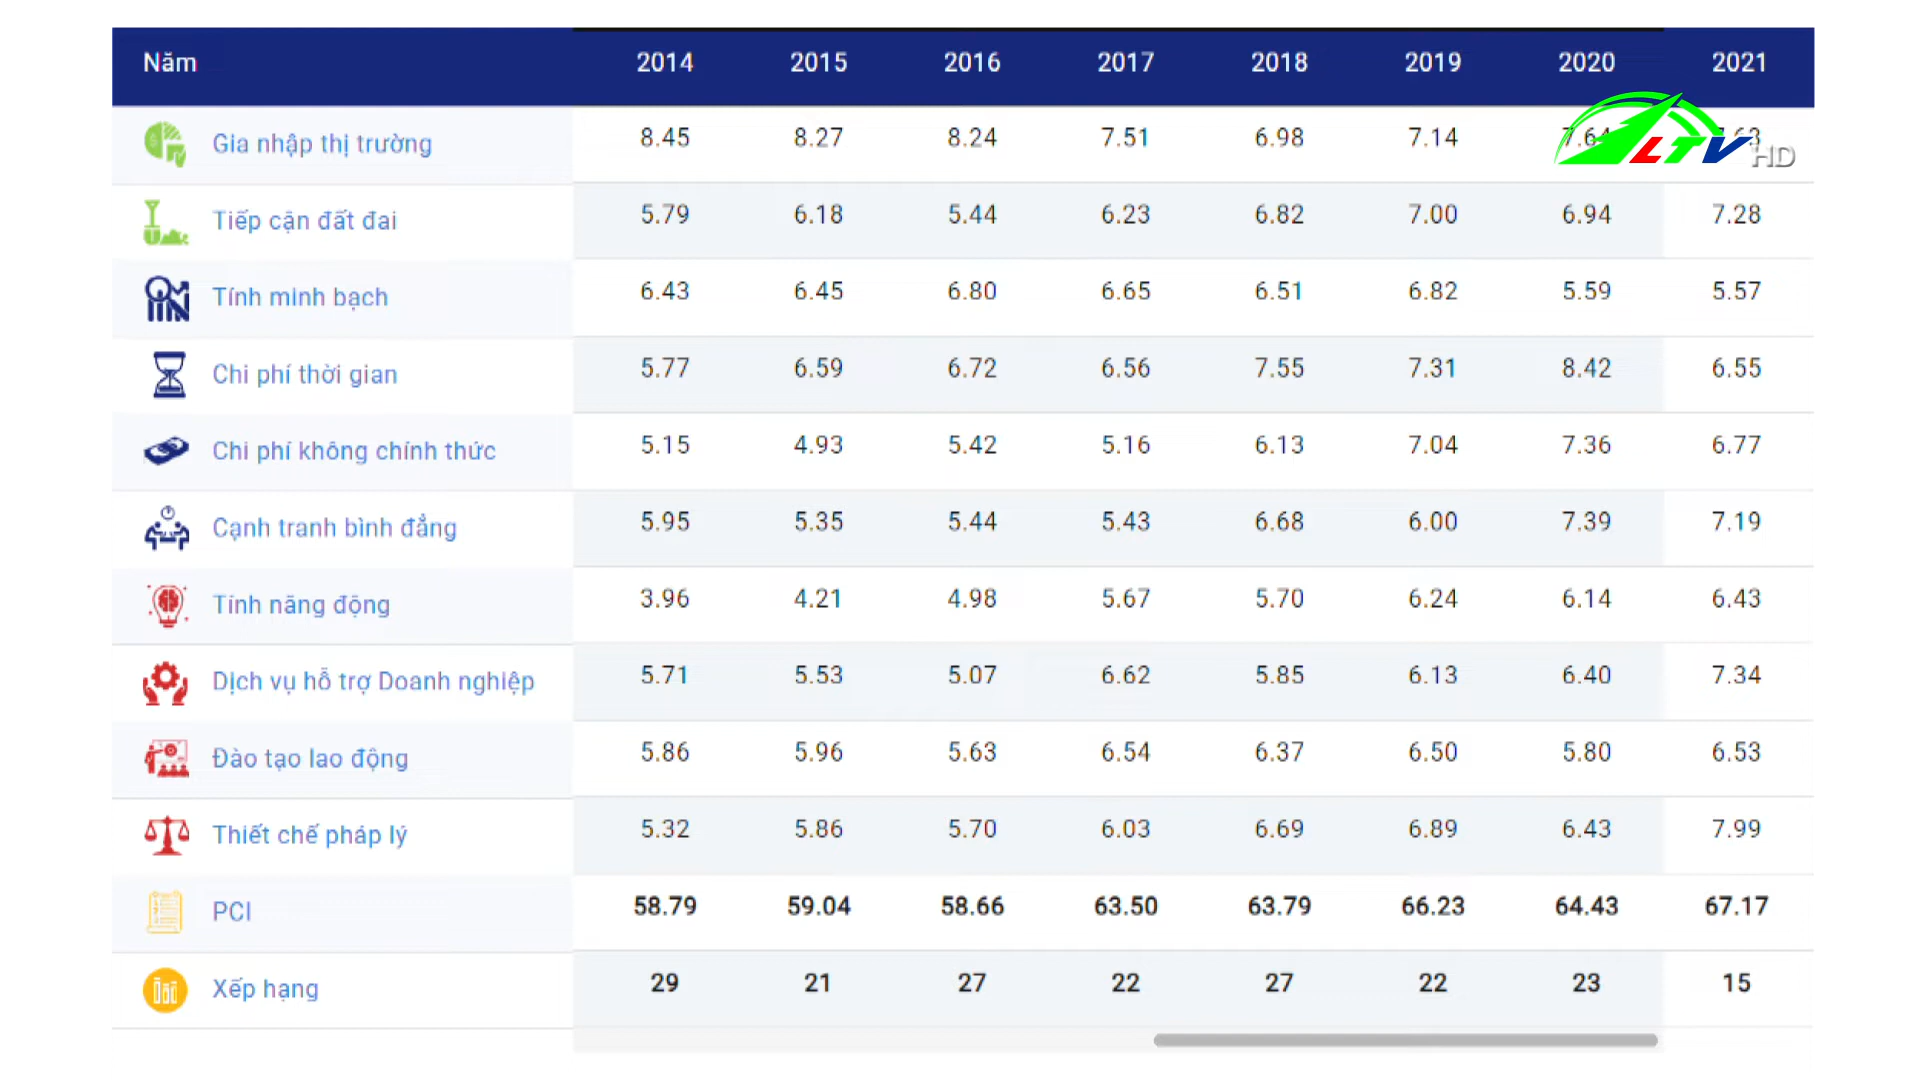 Năm 2014 2015 2016 2017 2018 2019 2020 2021
Gia nhập thị trường 8.45 8.27 8.24 7.51 6.98 7.14 7.64 7.63
LTV HD
Tiếp cận đất đai 5.79 6.18 5.44 6.23 6.82 7.00 6.94 7.28
Tính minh bạch 6.43 6.45 6.80 6.65 6.51 6.82 5.59 5.57
Chi phí thời gian 5.77 6.59 6.72 6.56 7.55 7.31 8.42 6.55
Chi phí không chính thức 5.15 4.93 5.42 5.16 6.13 7.04 7.36 6.77
Cạnh tranh bình đẳng 5.95 5.35 5.44 5.43 6.68 6.00 7.39 7.19
Tính năng động 3.96 4.21 4.98 5.67 5.70 6.24 6.14 6.43
Dịch vụ hỗ trợ Doanh nghiệp 5.71 5.53 5.07 6.62 5.85 6.13 6.40 7.34
Đào tạo lao động 5.86 5.96 5.63 6.54 6.37 6.50 5.80 6.53
Thiết chế pháp lý 5.32 5.86 5.70 6.03 6.69 6.89 6.43 7.99
PCI 58.79 59.04 58.66 63.50 63.79 66.23 64.43 67.17
Xếp hạng 29 21 27 22 27 22 23 15